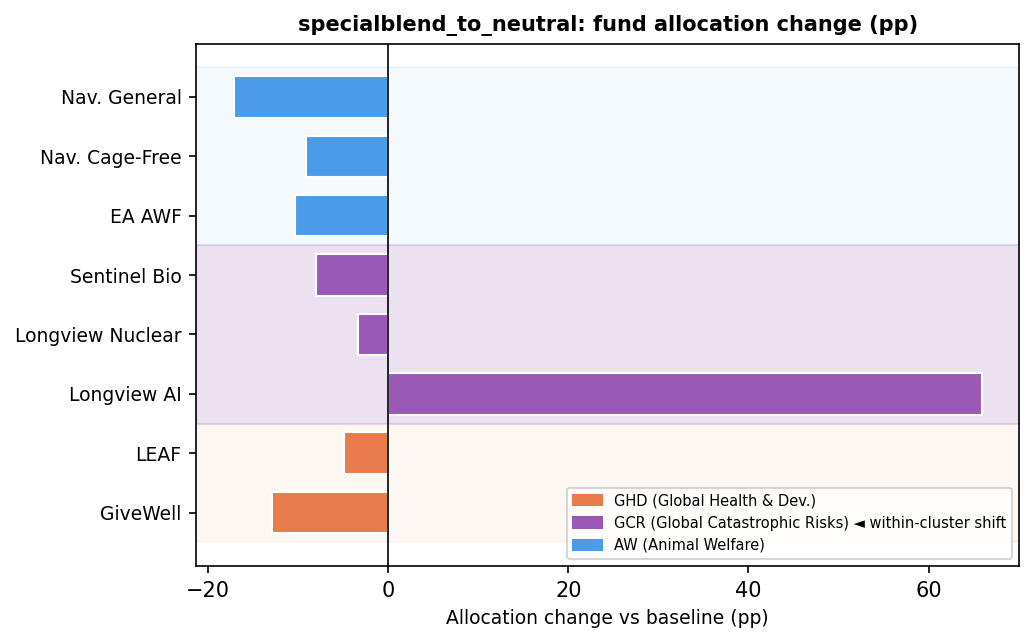 specialblend_to_neutral: fund allocation change (pp)
Nav. General
Nav. Cage-Free
EA AWF
Sentinel Bio
Longview Nuclear
Longview AI
LEAF
GiveWell
GHD (Global Health & Dev.)
GCR (Global Catastrophic Risks) ◄ within-cluster shift
AW (Animal Welfare)
−20 0 20 40 60
Allocation change vs baseline (pp)